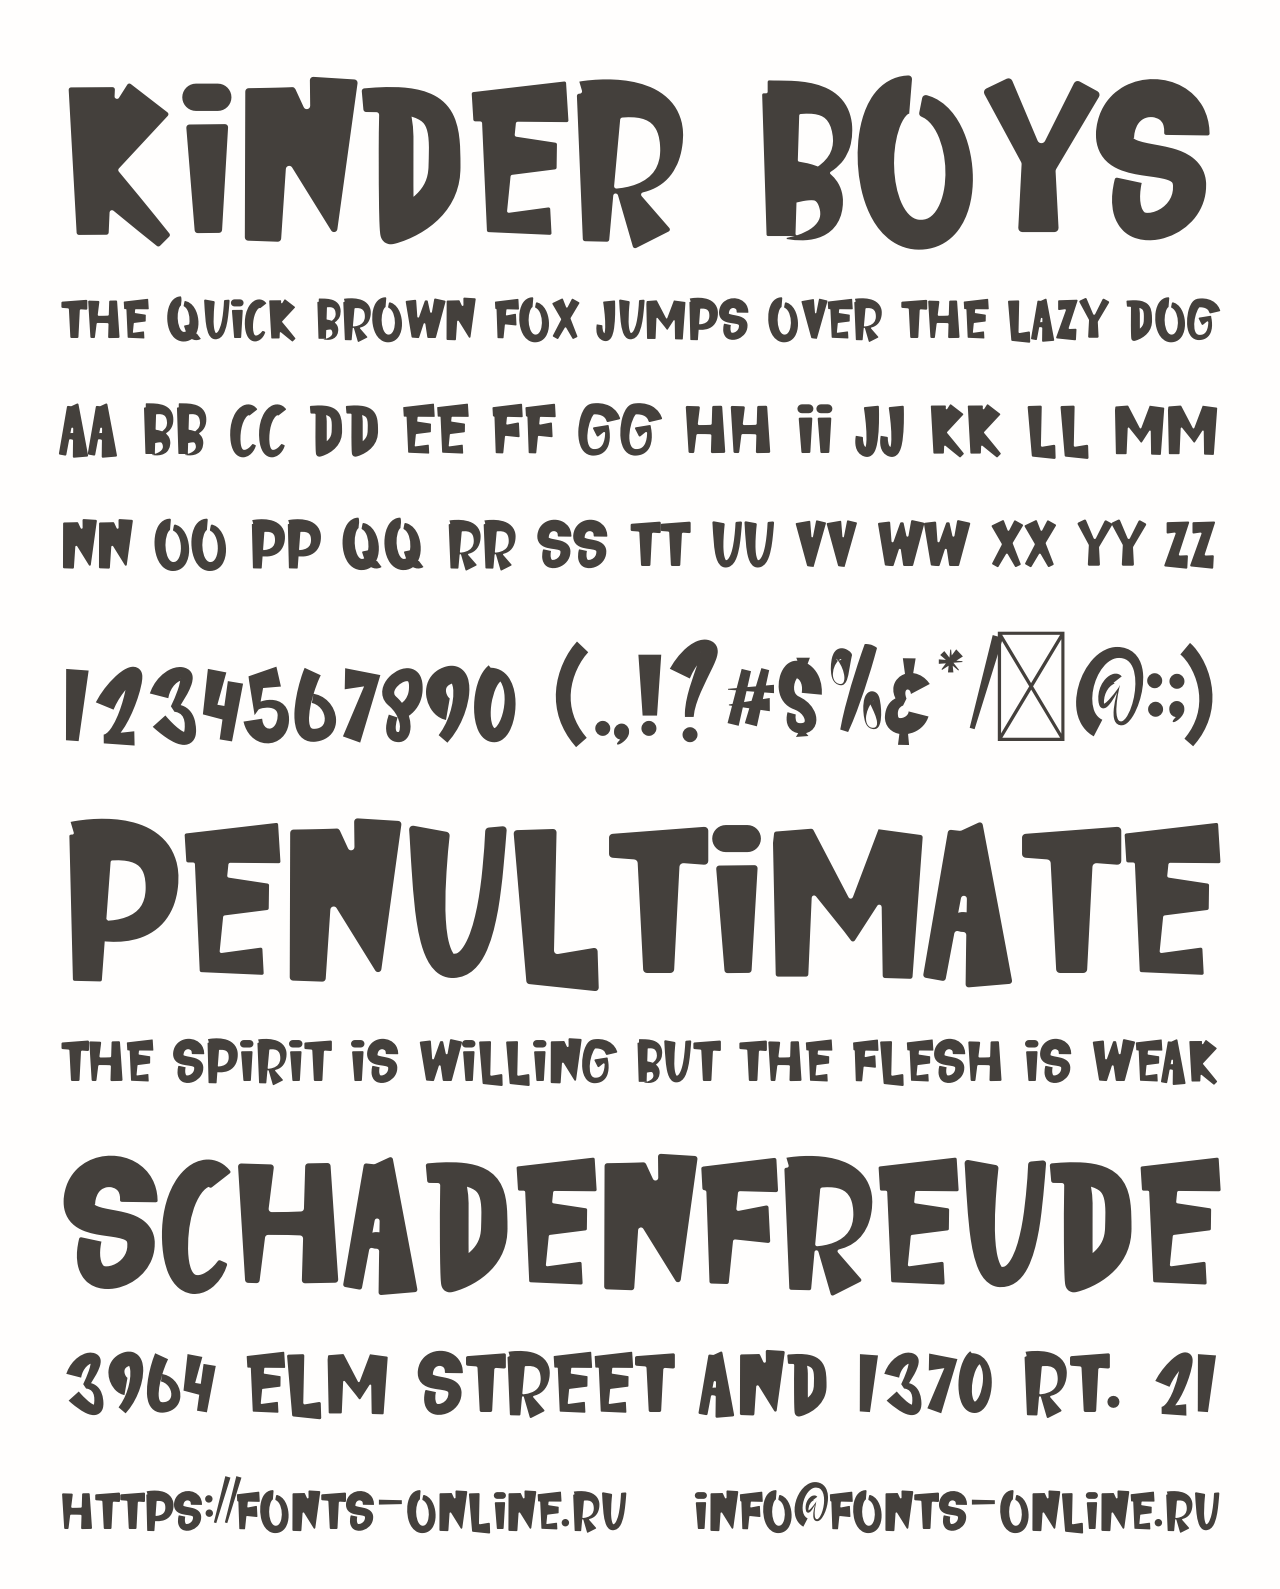 KiNDER BOYS
THE QUiCK BROWN FOX JUMPS OVER THE LAZY DOG
AA BB CC DD EE FF GG HH ii JJ KK LL MM
NN OO PP QQ RR SS TT UU VV WW XX YY ZZ
1234567890 (.,!?#$%&*/☒@:;)
PENULTiMATE
THE SPiRiT iS WiLLiNG BUT THE FLESH iS WEAK
SCHADENFREUDE
3964 ELM STREET AND 1370 RT. 21
HTTPS://FONTS-ONLiNE.RU iNFO@FONTS-ONLiNE.RU